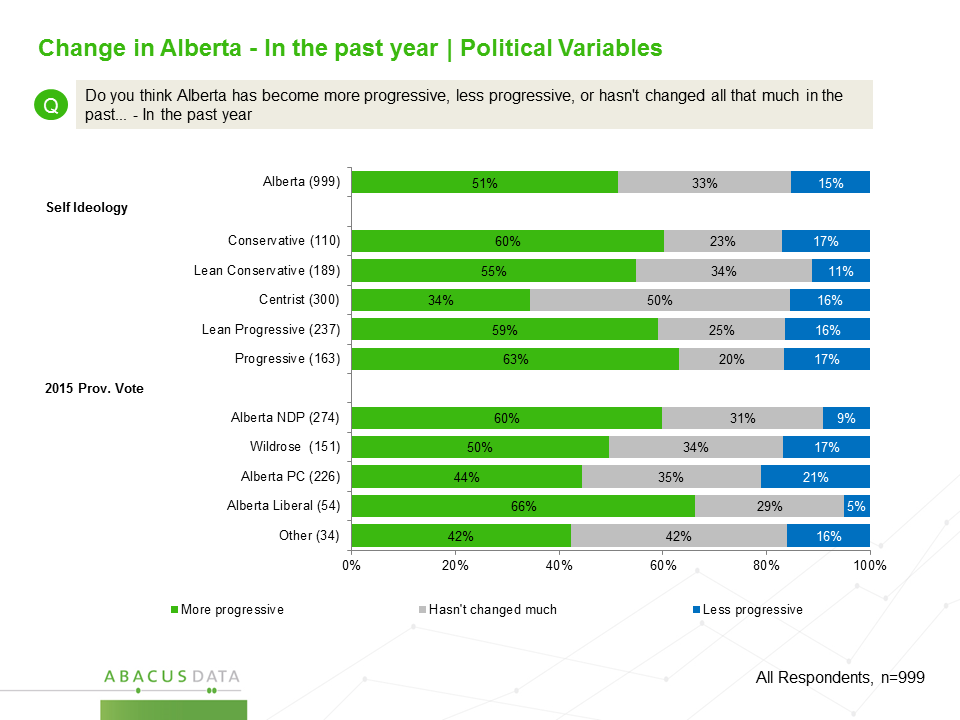 Change in Alberta - In the past year | Political Variables
Q
Do you think Alberta has become more progressive, less progressive, or hasn't changed all that much in the
past... - In the past year
Alberta (999) 51% 33% 15%
Self Ideology
Conservative (110) 60% 23% 17%
Lean Conservative (189) 55% 34% 11%
Centrist (300) 34% 50% 16%
Lean Progressive (237) 59% 25% 16%
Progressive (163) 63% 20% 17%
2015 Prov. Vote
Alberta NDP (274) 60% 31% 9%
Wildrose (151) 50% 34% 17%
Alberta PC (226) 44% 35% 21%
Alberta Liberal (54) 66% 29% 5%
Other (34) 42% 42% 16%
0% 20% 40% 60% 80% 100%
More progressive Hasn't changed much Less progressive
ABACUS DATA
All Respondents, n=999